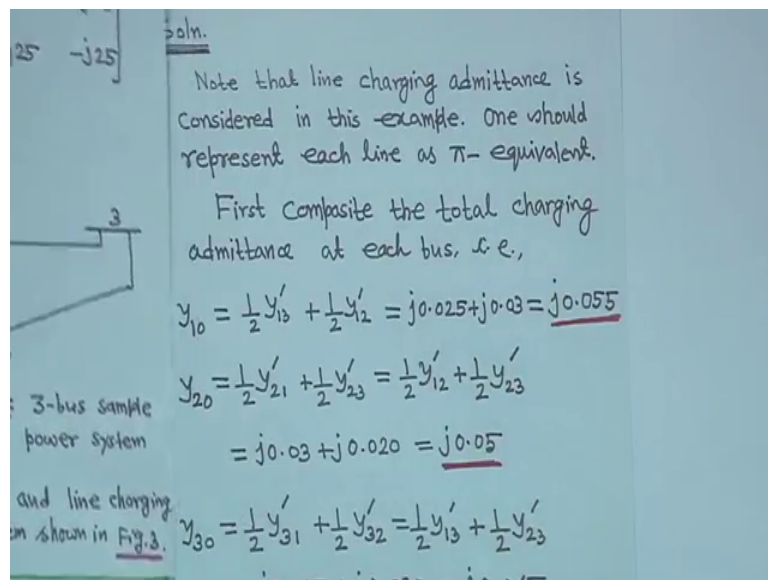 25 -j25
3
: 3-bus sample
power system
and line charging
m shown in Fig.3.
Soln.
Note that line charging admittance is
considered in this example. One should
represent each line as π- equivalent.
First composite the total charging
admittance at each bus, i.e.,
y₁₀ = ½y′₁₃ + ½y′₁₂ = j0.025+j0.03 = j0.055
y₂₀ = ½y′₂₁ + ½y′₂₃ = ½y′₁₂ + ½y′₂₃
= j0.03 + j0.020 = j0.05
y₃₀ = ½y′₃₁ + ½y′₃₂ = ½y′₁₃ + ½y′₂₃